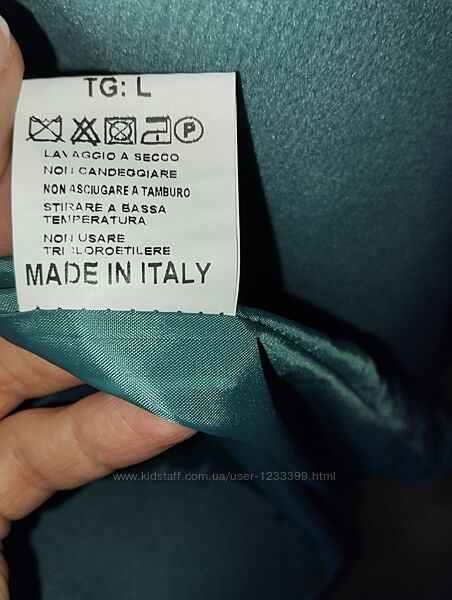 TG: L
P
LAVAGGIO A SECCO
NON CANDEGGIARE
NON ASCIUGARE A TAMBURO
STIRARE A BASSA
TEMPERATURA
NON USARE
TRICLOROETILERE
MADE IN ITALY
www.kidstaff.com.ua/user-1233399.html